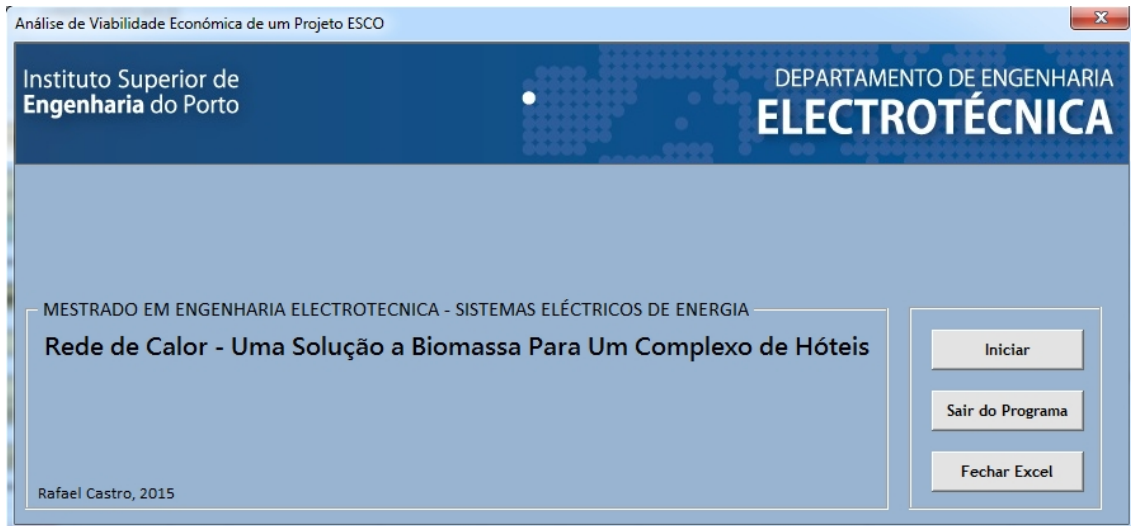 Análise de Viabilidade Económica de um Projeto ESCO
Instituto Superior de
Engenharia do Porto
DEPARTAMENTO DE ENGENHARIA
ELECTROTÉCNICA
MESTRADO EM ENGENHARIA ELECTROTECNICA - SISTEMAS ELÉCTRICOS DE ENERGIA
Rede de Calor - Uma Solução a Biomassa Para Um Complexo de Hóteis
Rafael Castro, 2015
Iniciar
Sair do Programa
Fechar Excel